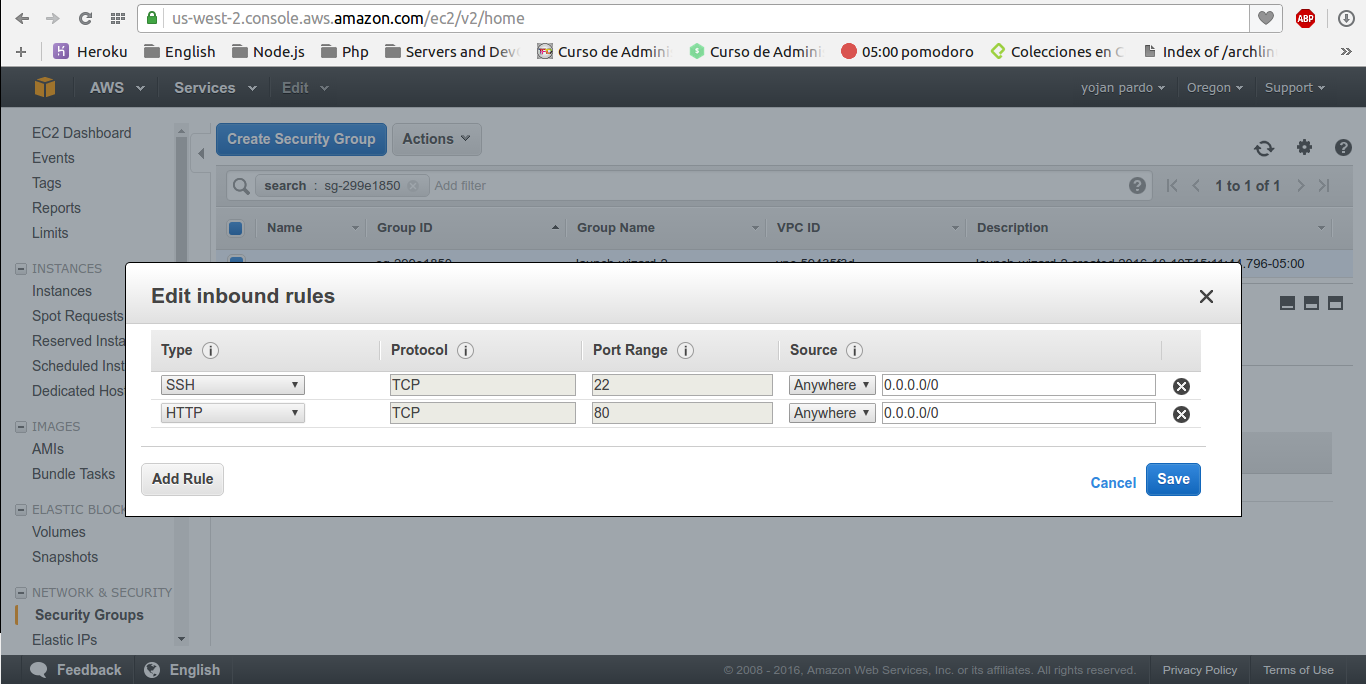 us-west-2.console.aws.amazon.com/ec2/v2/home
ABP
Heroku English Node.js Php Servers and Dev Curso de Admini Curso de Admini 05:00 pomodoro Colecciones en C Index of /archlin
AWS Services Edit yojan pardo Oregon Support
EC2 Dashboard
Events
Tags
Reports
Limits
INSTANCES
Instances
Spot Requests
Reserved Insta
Scheduled Inst
Dedicated Hos
IMAGES
AMIs
Bundle Tasks
ELASTIC BLOCK
Volumes
Snapshots
NETWORK & SECURITY
Security Groups
Elastic IPs
Create Security Group Actions
search : sg-299e1850 Add filter 1 to 1 of 1
Name Group ID Group Name VPC ID Description
sg-299e1850 launch-wizard-2
Edit inbound rules
Type Protocol Port Range Source
SSH TCP 22 Anywhere 0.0.0.0/0
HTTP TCP 80 Anywhere 0.0.0.0/0
Add Rule Cancel Save
Feedback English © 2008 - 2016, Amazon Web Services, Inc. or its affiliates. All rights reserved. Privacy Policy Terms of Use